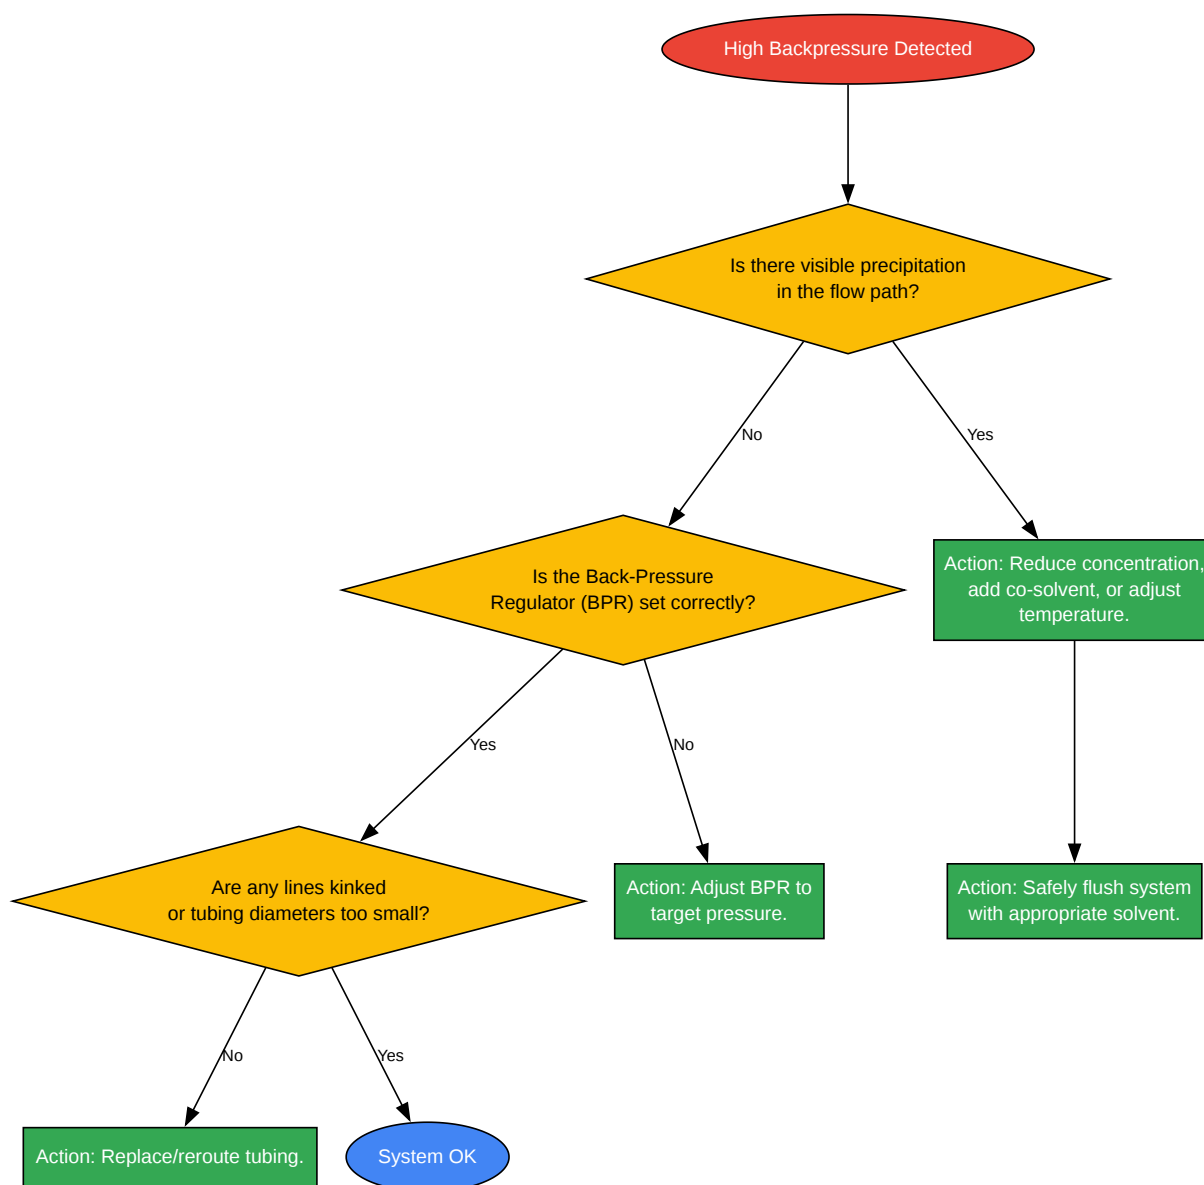 High Backpressure Detected
Is there visible precipitation
in the flow path?
No
Yes
Is the Back-Pressure
Regulator (BPR) set correctly?
Action: Reduce concentration,
add co-solvent, or adjust
temperature.
Yes
No
Are any lines kinked
or tubing diameters too small?
Action: Adjust BPR to
target pressure.
Action: Safely flush system
with appropriate solvent.
No
Yes
Action: Replace/reroute tubing.
System OK